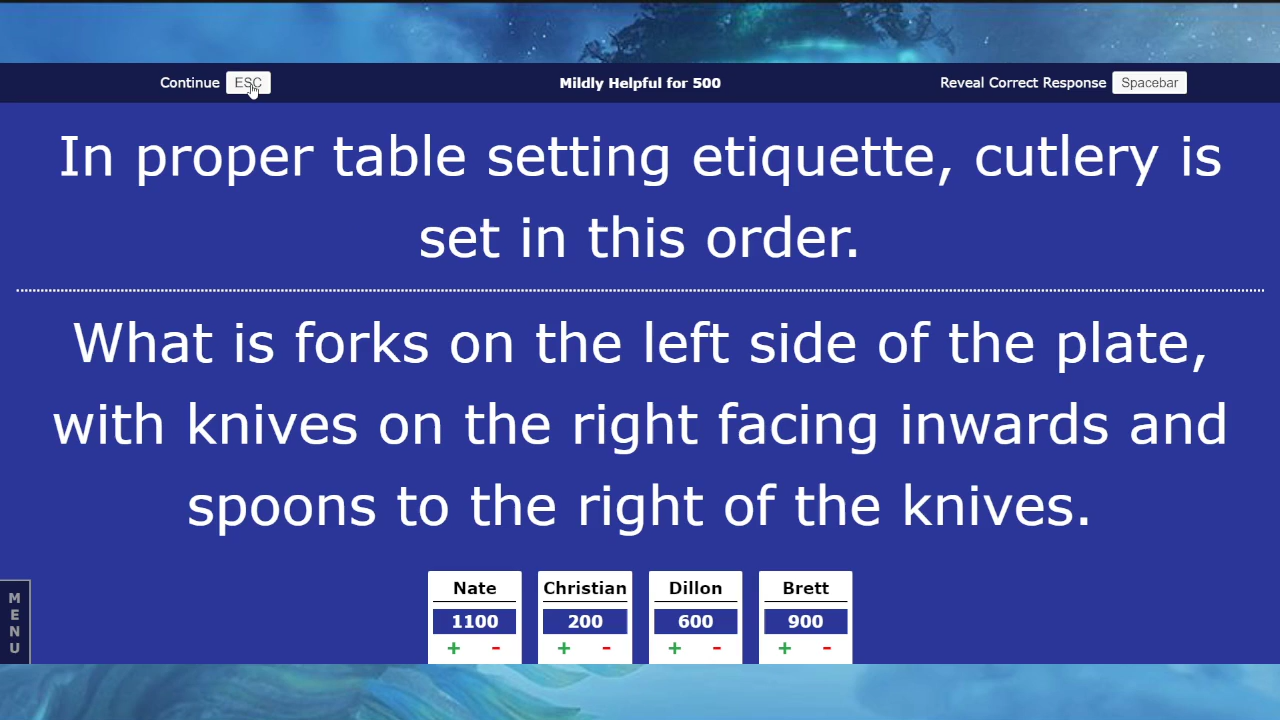 Continue ESC Mildly Helpful for 500 Reveal Correct Response Spacebar
In proper table setting etiquette, cutlery is
set in this order.
What is forks on the left side of the plate,
with knives on the right facing inwards and
spoons to the right of the knives.
MENU
Nate Christian Dillon Brett
1100 200 600 900
+ - + - + - + -